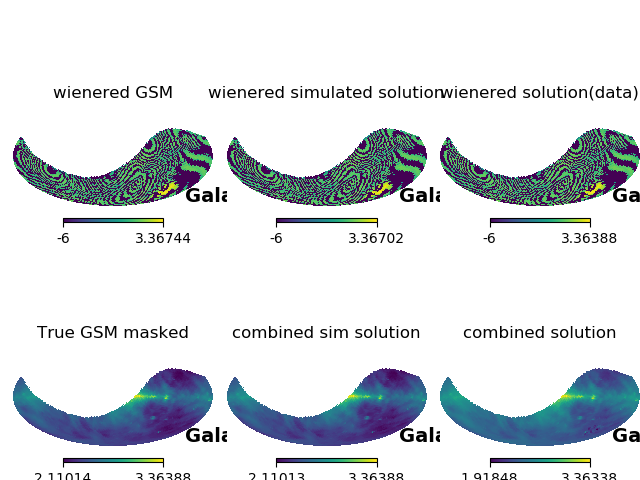 wienered GSM wienered simulated solution wienered solution(data)
Gala Gala Ga
-6 3.36744 -6 3.36702 -6 3.36388
True GSM masked combined sim solution combined solution
Gala Gala Ga
2.11014 3.36388 2.11013 3.36388 1.91848 3.36338